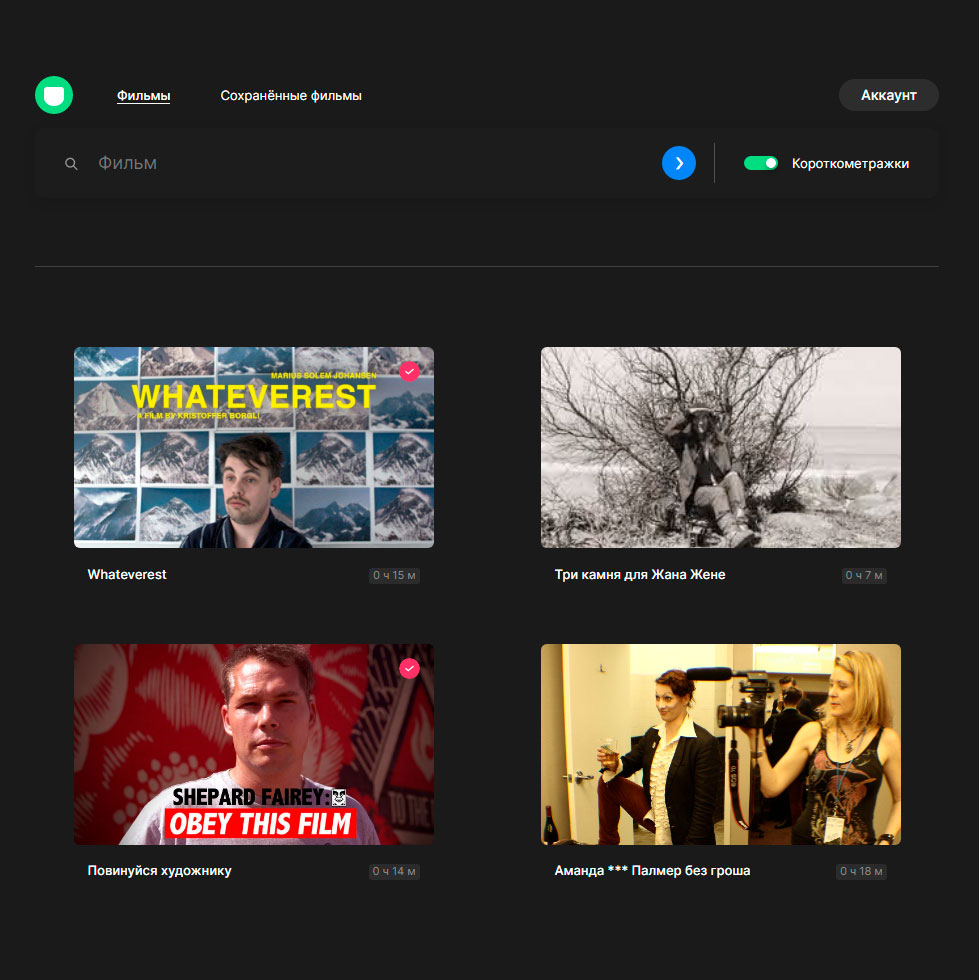 Фильмы
Сохранённые фильмы
Аккаунт
Фильм
Короткометражки
MARIUS SOLEM JOHANSEN
WHATEVEREST
A FILM BY KRISTOFFER BORGLI
Whateverest
0 ч 15 м
Три камня для Жана Жене
0 ч 7 м
SHEPARD FAIREY:
OBEY THIS FILM
Повинуйся художнику
0 ч 14 м
Аманда *** Палмер без гроша
0 ч 18 м